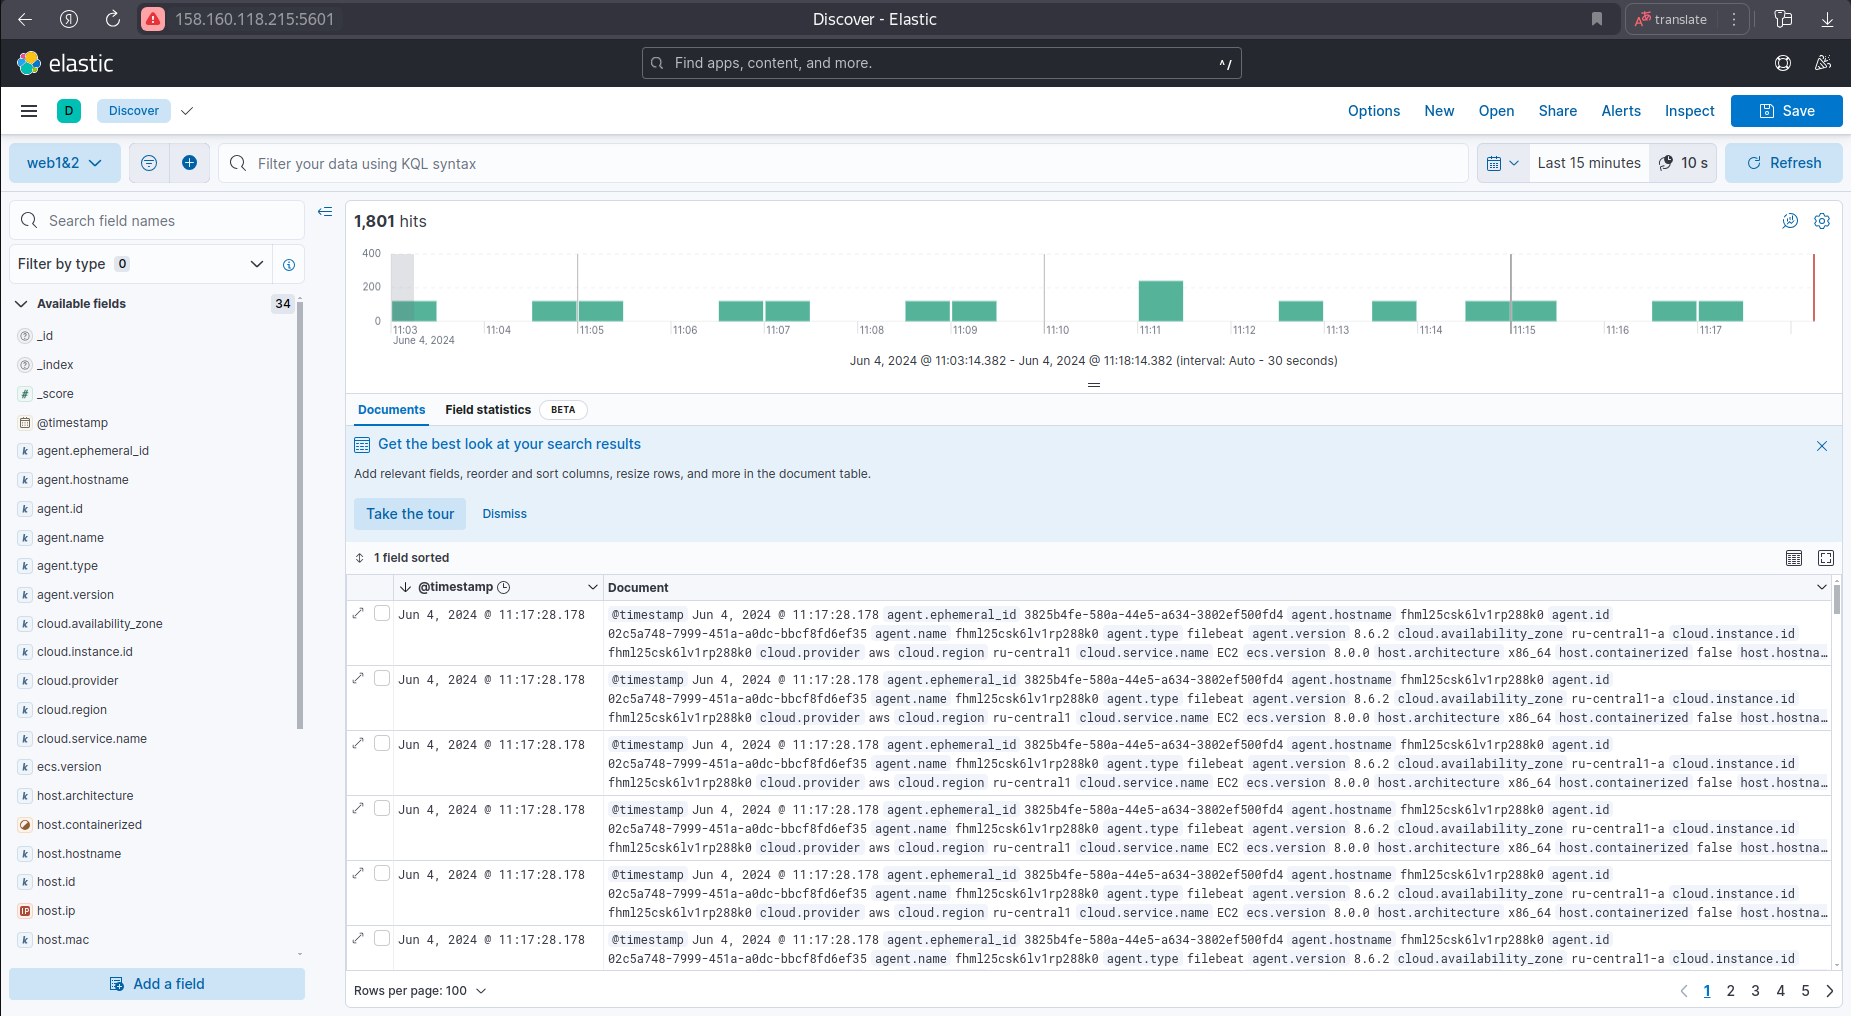 158.160.118.215:5601
Discover - Elastic
translate
elastic
Find apps, content, and more.
^/
D
Discover
Options
New
Open
Share
Alerts
Inspect
Save
web1&2
Filter your data using KQL syntax
Last 15 minutes
10 s
Refresh
Search field names
Filter by type 0
Available fields 34
_id
_index
_score
@timestamp
agent.ephemeral_id
agent.hostname
agent.id
agent.name
agent.type
agent.version
cloud.availability_zone
cloud.instance.id
cloud.provider
cloud.region
cloud.service.name
ecs.version
host.architecture
host.containerized
host.hostname
host.id
host.ip
host.mac
Add a field
1,801 hits
400
200
0
11:03 11:04 11:05 11:06 11:07 11:08 11:09 11:10 11:11 11:12 11:13 11:14 11:15 11:16 11:17
June 4, 2024
Jun 4, 2024 @ 11:03:14.382 - Jun 4, 2024 @ 11:18:14.382 (interval: Auto - 30 seconds)
Documents
Field statistics
BETA
Get the best look at your search results
Add relevant fields, reorder and sort columns, resize rows, and more in the document table.
Take the tour
Dismiss
1 field sorted
@timestamp
Document
Jun 4, 2024 @ 11:17:28.178
@timestamp Jun 4, 2024 @ 11:17:28.178 agent.ephemeral_id 3825b4fe-580a-44e5-a634-3802ef500fd4 agent.hostname fhml25csk6lv1rp288k0 agent.id
02c5a748-7999-451a-a0dc-bbcf8fd6ef35 agent.name fhml25csk6lv1rp288k0 agent.type filebeat agent.version 8.6.2 cloud.availability_zone ru-central1-a cloud.instance.id
fhml25csk6lv1rp288k0 cloud.provider aws cloud.region ru-central1 cloud.service.name EC2 ecs.version 8.0.0 host.architecture x86_64 host.containerized false host.hostna…
Jun 4, 2024 @ 11:17:28.178
@timestamp Jun 4, 2024 @ 11:17:28.178 agent.ephemeral_id 3825b4fe-580a-44e5-a634-3802ef500fd4 agent.hostname fhml25csk6lv1rp288k0 agent.id
02c5a748-7999-451a-a0dc-bbcf8fd6ef35 agent.name fhml25csk6lv1rp288k0 agent.type filebeat agent.version 8.6.2 cloud.availability_zone ru-central1-a cloud.instance.id
fhml25csk6lv1rp288k0 cloud.provider aws cloud.region ru-central1 cloud.service.name EC2 ecs.version 8.0.0 host.architecture x86_64 host.containerized false host.hostna…
Jun 4, 2024 @ 11:17:28.178
@timestamp Jun 4, 2024 @ 11:17:28.178 agent.ephemeral_id 3825b4fe-580a-44e5-a634-3802ef500fd4 agent.hostname fhml25csk6lv1rp288k0 agent.id
02c5a748-7999-451a-a0dc-bbcf8fd6ef35 agent.name fhml25csk6lv1rp288k0 agent.type filebeat agent.version 8.6.2 cloud.availability_zone ru-central1-a cloud.instance.id
fhml25csk6lv1rp288k0 cloud.provider aws cloud.region ru-central1 cloud.service.name EC2 ecs.version 8.0.0 host.architecture x86_64 host.containerized false host.hostna…
Jun 4, 2024 @ 11:17:28.178
@timestamp Jun 4, 2024 @ 11:17:28.178 agent.ephemeral_id 3825b4fe-580a-44e5-a634-3802ef500fd4 agent.hostname fhml25csk6lv1rp288k0 agent.id
02c5a748-7999-451a-a0dc-bbcf8fd6ef35 agent.name fhml25csk6lv1rp288k0 agent.type filebeat agent.version 8.6.2 cloud.availability_zone ru-central1-a cloud.instance.id
fhml25csk6lv1rp288k0 cloud.provider aws cloud.region ru-central1 cloud.service.name EC2 ecs.version 8.0.0 host.architecture x86_64 host.containerized false host.hostna…
Jun 4, 2024 @ 11:17:28.178
@timestamp Jun 4, 2024 @ 11:17:28.178 agent.ephemeral_id 3825b4fe-580a-44e5-a634-3802ef500fd4 agent.hostname fhml25csk6lv1rp288k0 agent.id
02c5a748-7999-451a-a0dc-bbcf8fd6ef35 agent.name fhml25csk6lv1rp288k0 agent.type filebeat agent.version 8.6.2 cloud.availability_zone ru-central1-a cloud.instance.id
fhml25csk6lv1rp288k0 cloud.provider aws cloud.region ru-central1 cloud.service.name EC2 ecs.version 8.0.0 host.architecture x86_64 host.containerized false host.hostna…
Jun 4, 2024 @ 11:17:28.178
@timestamp Jun 4, 2024 @ 11:17:28.178 agent.ephemeral_id 3825b4fe-580a-44e5-a634-3802ef500fd4 agent.hostname fhml25csk6lv1rp288k0 agent.id
02c5a748-7999-451a-a0dc-bbcf8fd6ef35 agent.name fhml25csk6lv1rp288k0 agent.type filebeat agent.version 8.6.2 cloud.availability_zone ru-central1-a cloud.instance.id
Rows per page: 100
1 2 3 4 5